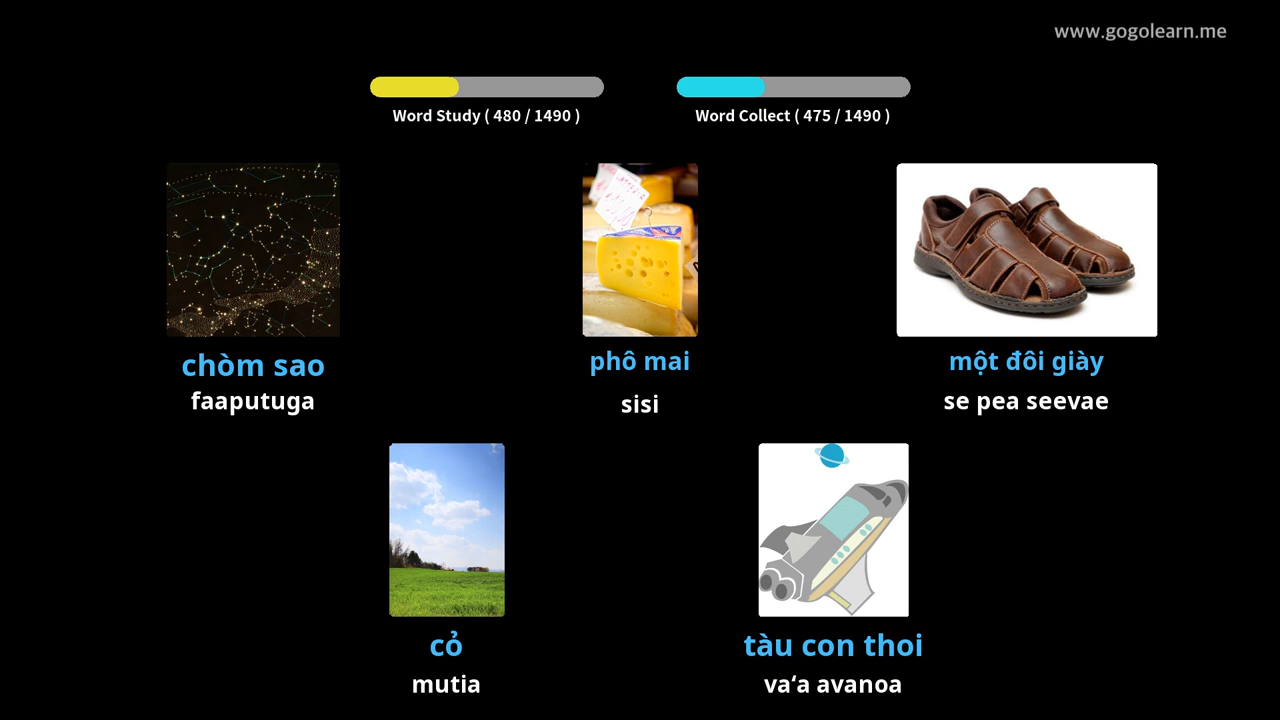 www.gogolearn.me
Word Study ( 480 / 1490 )
Word Collect ( 475 / 1490 )
chòm sao
faaputuga
phô mai
sisi
một đôi giày
se pea seevae
cỏ
mutia
tàu con thoi
vaʻa avanoa